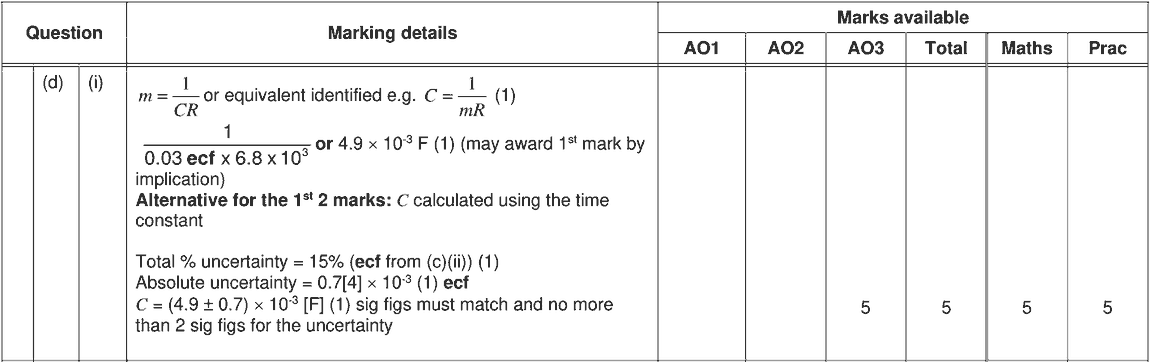 Question Marking details Marks available
AO1 AO2 AO3 Total Maths Prac
(d) (i) m = 1/CR or equivalent identified e.g. C = 1/mR (1)
1/(0.03 ecf x 6.8 x 10³) or 4.9 × 10⁻³ F (1) (may award 1ˢᵗ mark by
implication)
Alternative for the 1ˢᵗ 2 marks: C calculated using the time
constant
Total % uncertainty = 15% (ecf from (c)(ii)) (1)
Absolute uncertainty = 0.7[4] × 10⁻³ (1) ecf
C = (4.9 ± 0.7) × 10⁻³ [F] (1) sig figs must match and no more 5 5 5 5
than 2 sig figs for the uncertainty